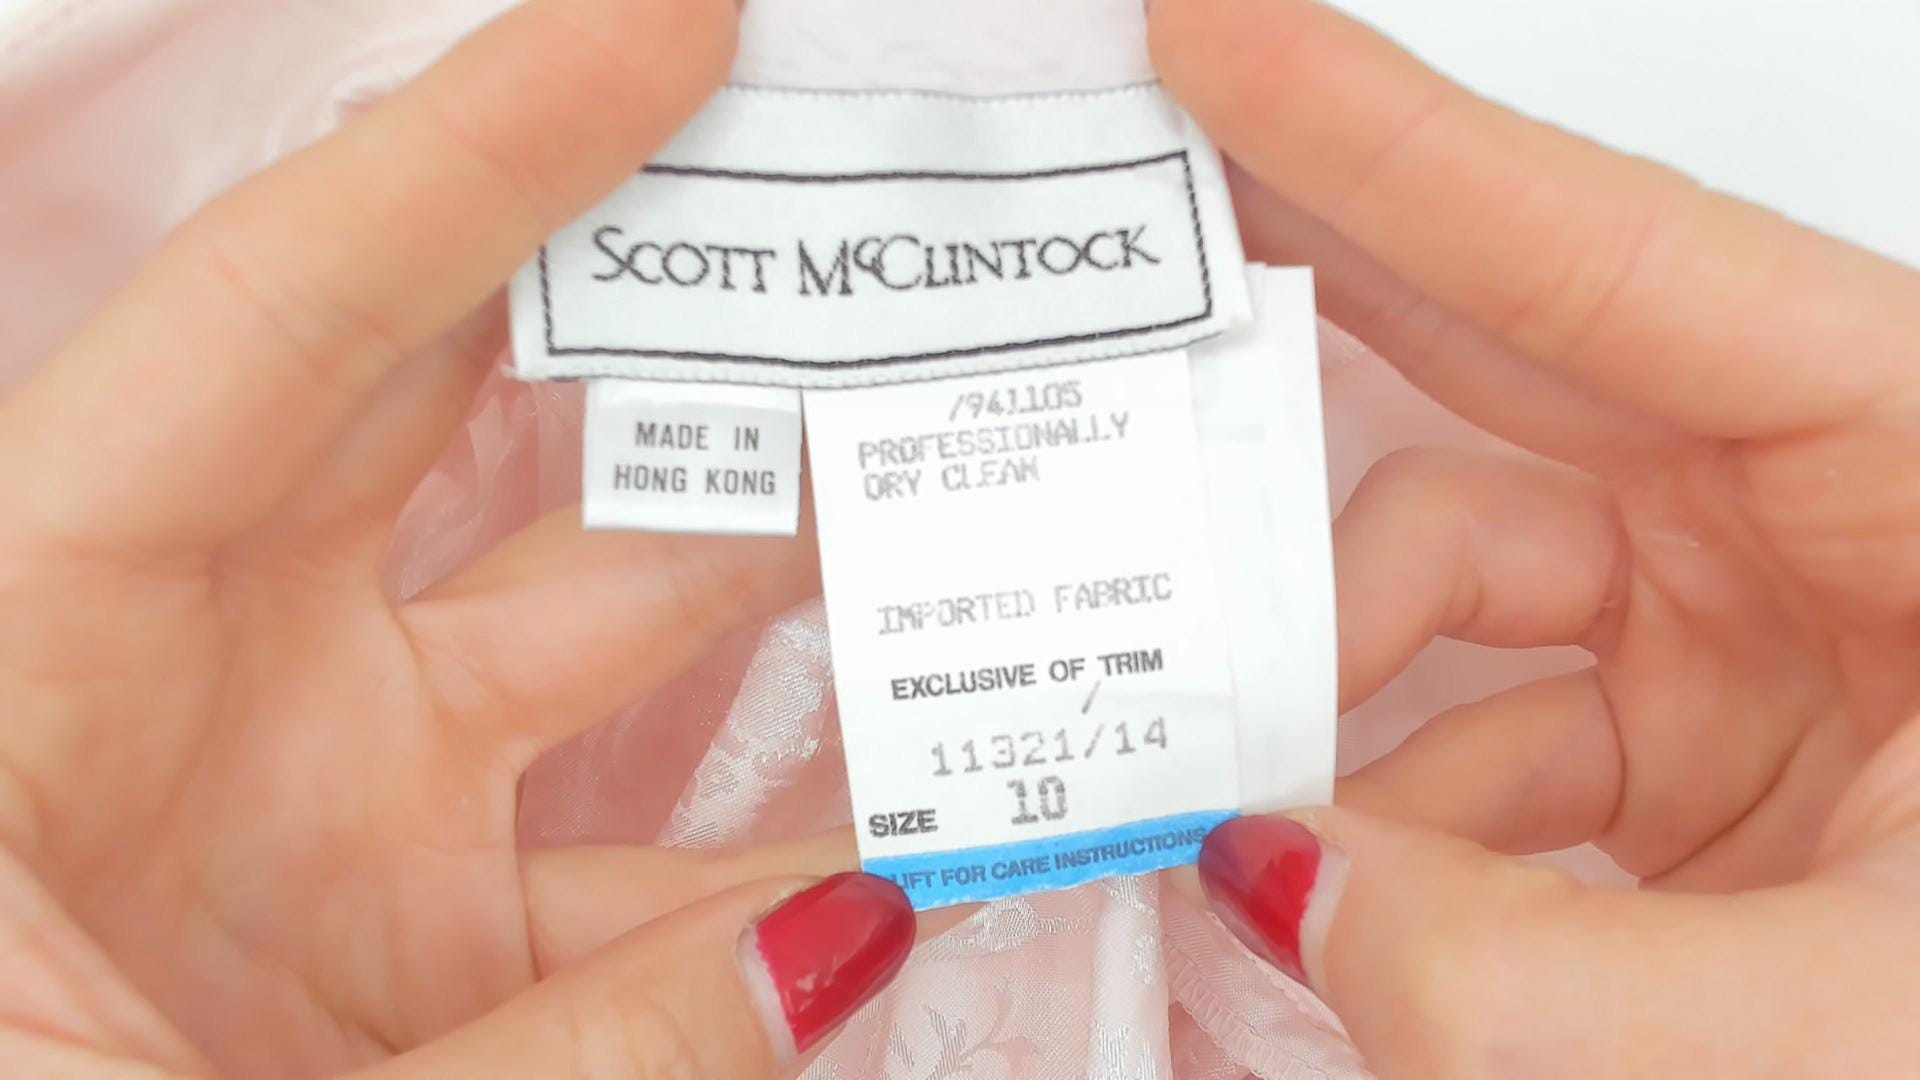 SCOTT McCLINTOCK
MADE IN
HONG KONG
/941105
PROFESSIONALLY
DRY CLEAN
IMPORTED FABRIC
EXCLUSIVE OF TRIM
/
11321/14
SIZE 10
LIFT FOR CARE INSTRUCTIONS